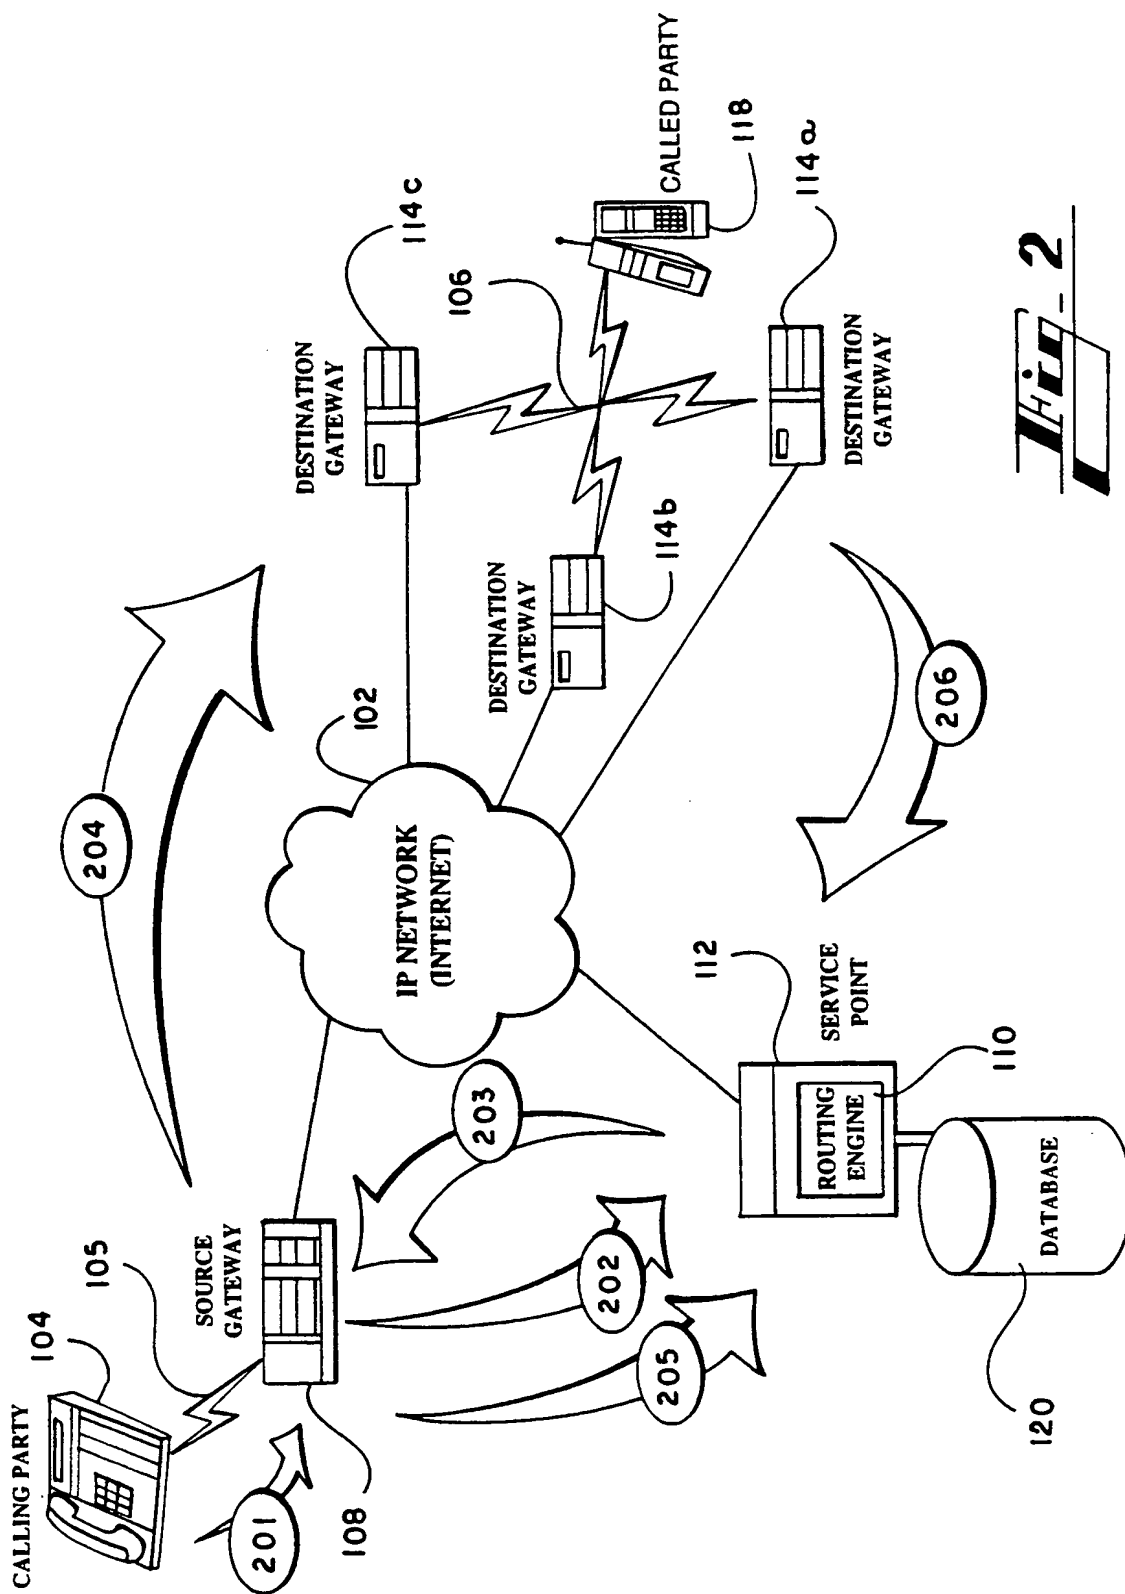 CALLING PARTY
104
105
201
108
SOURCE
GATEWAY
202
205
203
204
IP NETWORK
(INTERNET)
102
DESTINATION
GATEWAY
114c
DESTINATION
GATEWAY
114b
106
CALLED PARTY
118
DESTINATION
GATEWAY
114a
206
SERVICE
POINT
112
ROUTING
ENGINE
110
DATABASE
120
Fig. 2